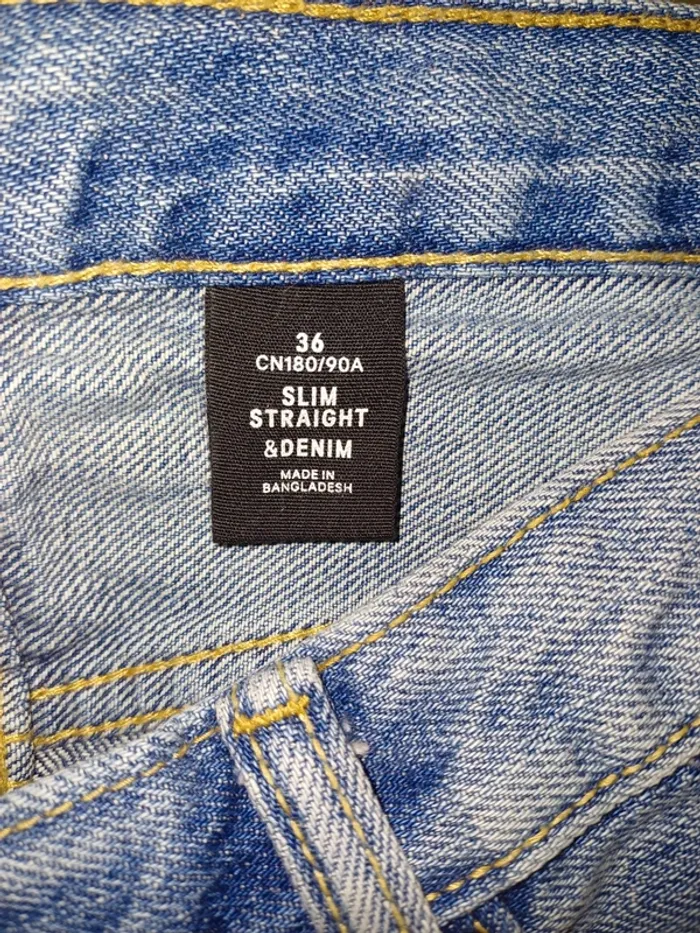 36
CN180/90A
SLIM
STRAIGHT
&DENIM
MADE IN
BANGLADESH